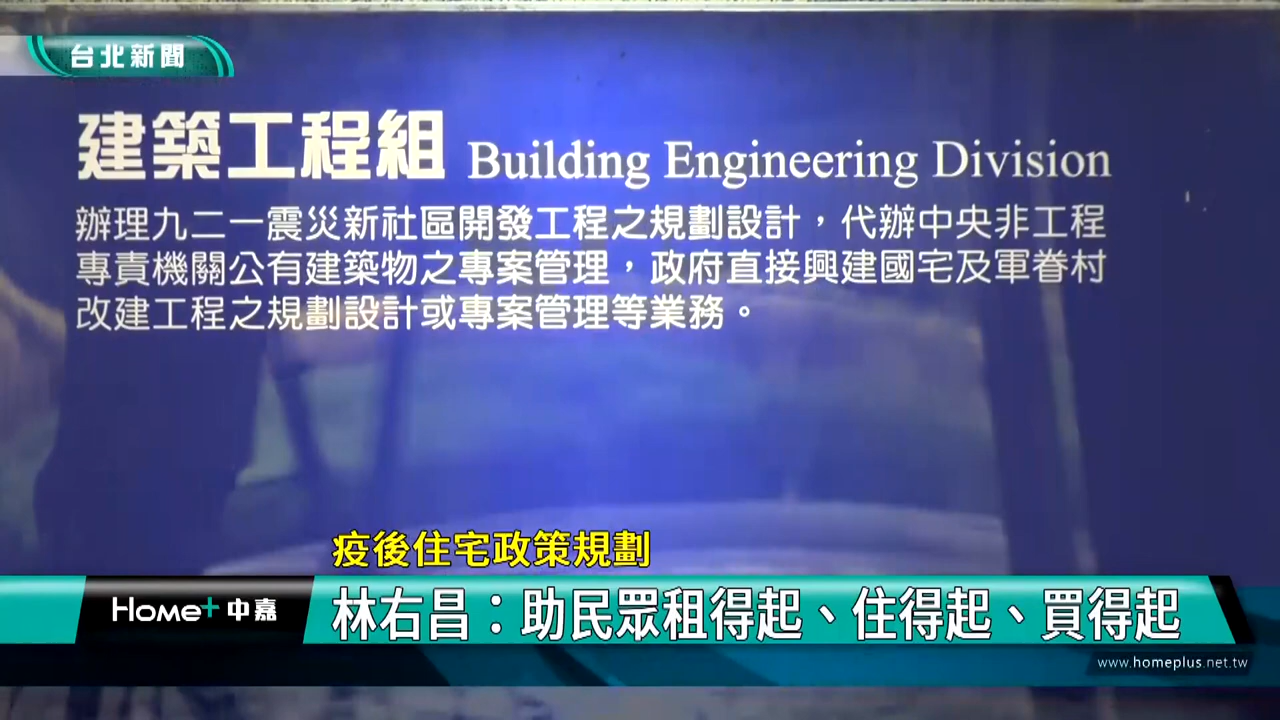 台北新聞
建築工程組 Building Engineering Division
辦理九二一震災新社區開發工程之規劃設計，代辦中央非工程
專責機關公有建築物之專案管理，政府直接興建國宅及軍眷村
改建工程之規劃設計或專案管理等業務。
疫後住宅政策規劃
Home+ 中嘉
林右昌：助民眾租得起、住得起、買得起
www.homeplus.net.tw